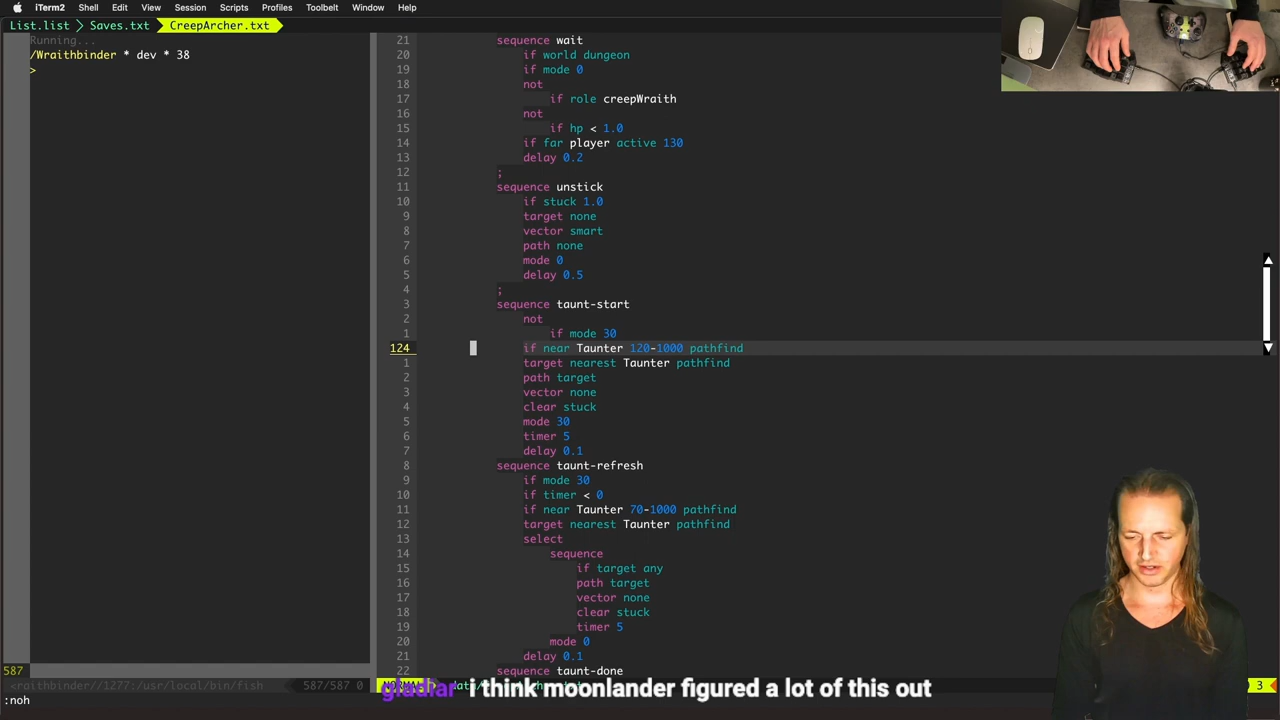 iTerm2 Shell Edit View Session Scripts Profiles Toolbelt Window Help
List.list Saves.txt CreepArcher.txt
Running...
/Wraithbinder * dev * 38
>
21 sequence wait
20 if world dungeon
19 if mode 0
18 not
17 if role creepWraith
16 not
15 if hp < 1.0
14 if far player active 130
13 delay 0.2
12 ;
11 sequence unstick
10 if stuck 1.0
9 target none
8 vector smart
7 path none
6 mode 0
5 delay 0.5
4 ;
3 sequence taunt-start
2 not
1 if mode 30
124 if near Taunter 120-1000 pathfind
1 target nearest Taunter pathfind
2 path target
3 vector none
4 clear stuck
5 mode 30
6 timer 5
7 delay 0.1
8 sequence taunt-refresh
9 if mode 30
10 if timer < 0
11 if near Taunter 70-1000 pathfind
12 target nearest Taunter pathfind
13 select
14 sequence
15 if target any
16 path target
17 vector none
18 clear stuck
19 timer 5
20 mode 0
21 delay 0.1
22 sequence taunt-done
587
<raithbinder//1277:/usr/local/bin/fish 587/587 0
3
gladiar i think moonlander figured a lot of this out
:noh